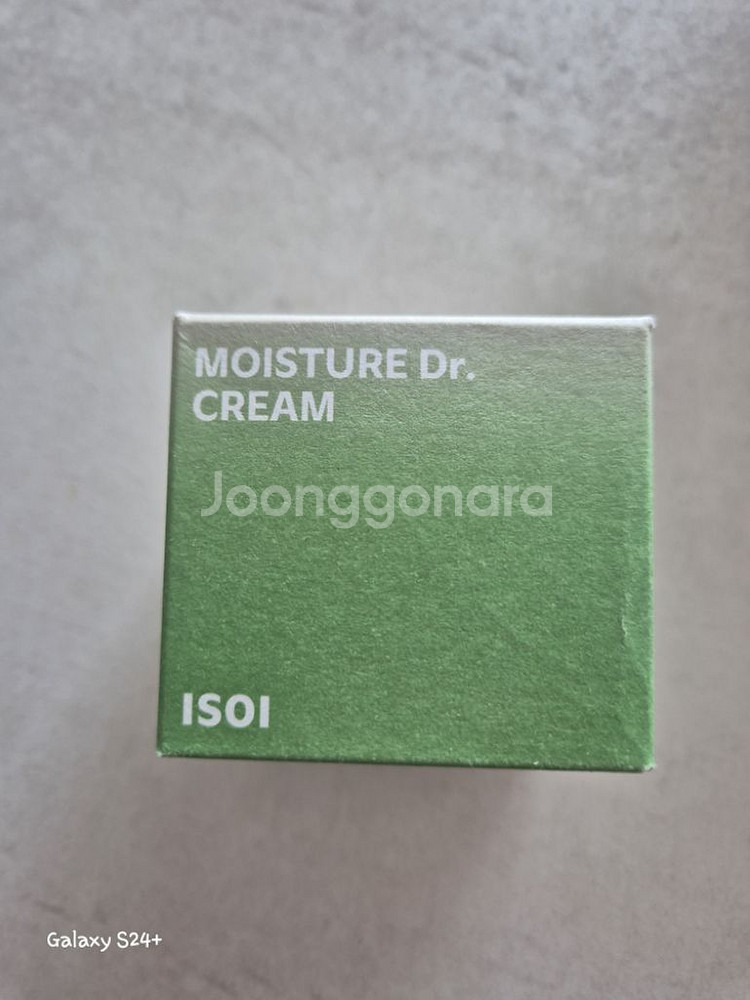 MOISTURE Dr.
CREAM
Joonggonara
ISOI
Galaxy S24+